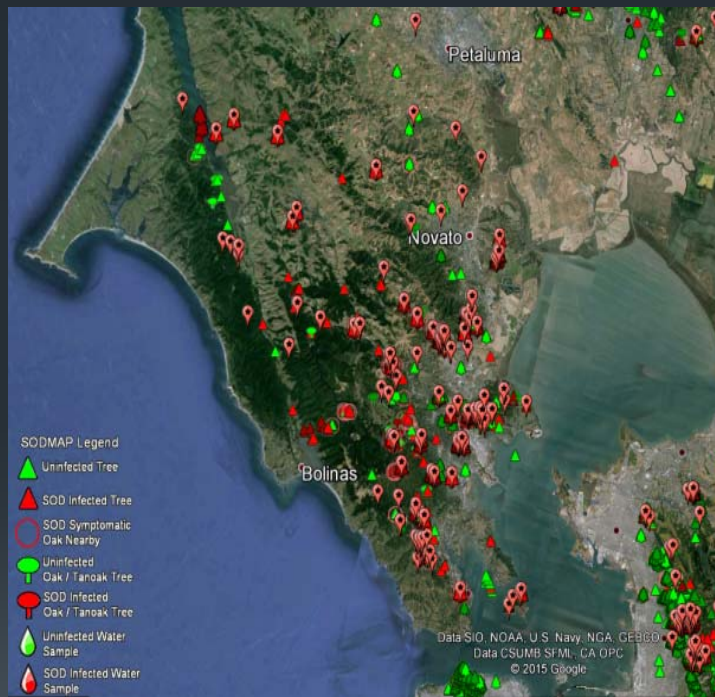 Petaluma
Novato
SODMAP Legend
Uninfected Tree
SOD Infected Tree
SOD Symptomatic
Oak Nearby
Uninfected
Oak / Tanoak Tree
SOD Infected
Oak / Tanoak Tree
Uninfected Water
Sample
SOD Infected Water
Sample
Bolinas
Data SIO, NOAA, U.S. Navy, NGA, GEBCO
Data CSUMB SFML, CA OPC
© 2015 Google